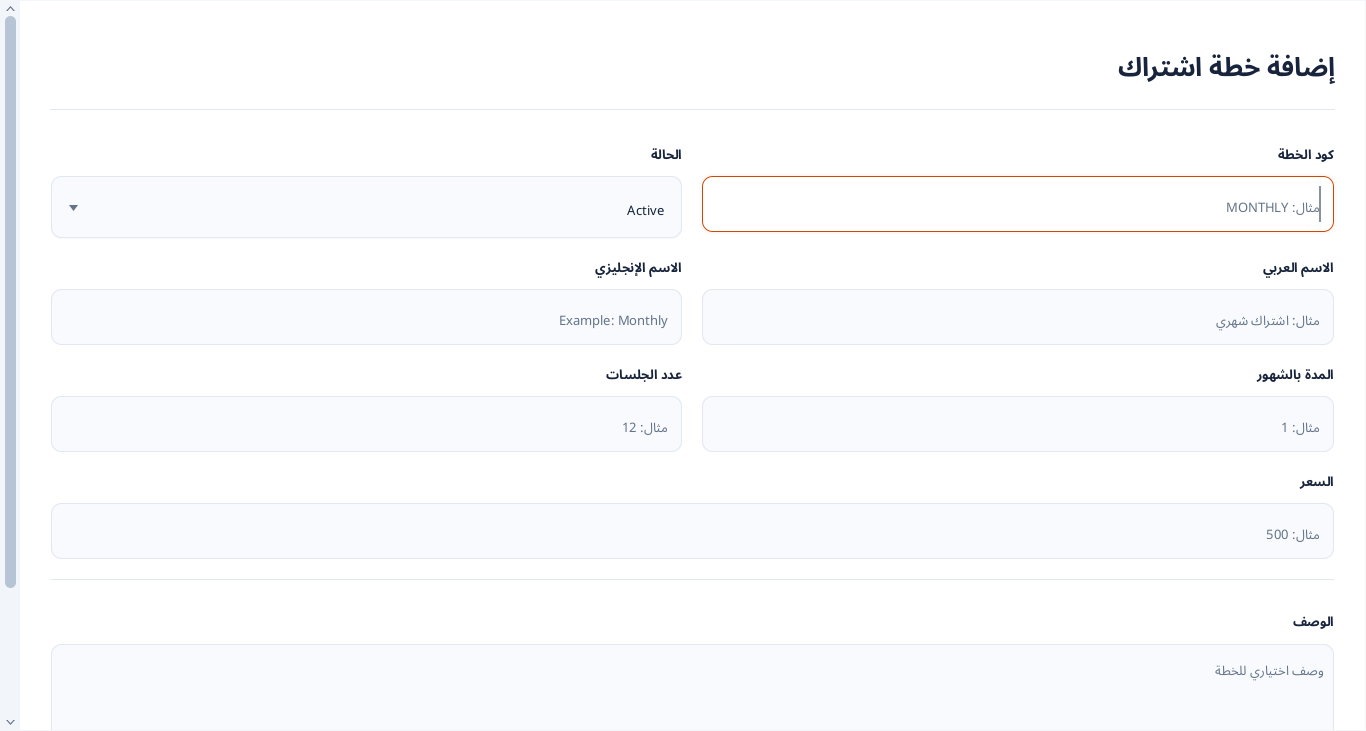 إضافة خطة اشتراك
كود الخطة
الحالة
مثال: MONTHLY
Active
الاسم العربي
الاسم الإنجليزي
مثال: اشتراك شهري
Example: Monthly
المدة بالشهور
عدد الجلسات
مثال: 1
مثال: 12
السعر
مثال: 500
الوصف
وصف اختياري للخطة